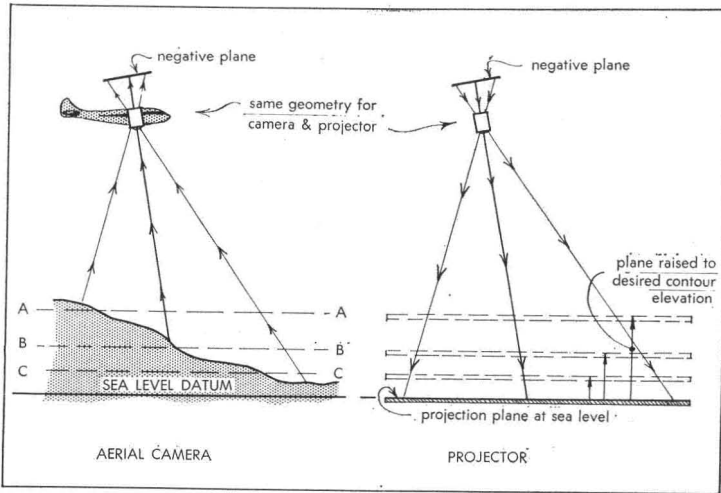 negative plane
negative plane
same geometry for
camera & projector
plane raised to
desired contour
elevation
A A
B B
C C
SEA LEVEL DATUM
projection plane at sea level
AERIAL CAMERA
PROJECTOR